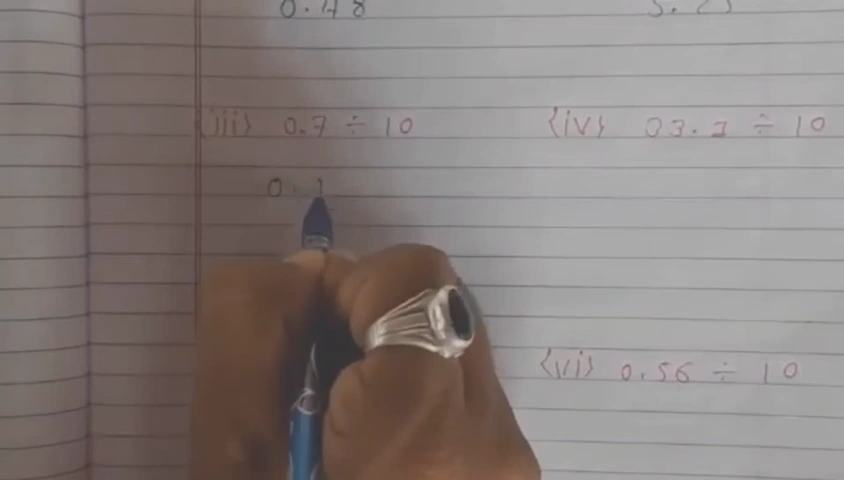 0.48
(iii) 0.7 ÷ 10 (iv) 03.1 ÷ 10
0.
(vi) 0.56 ÷ 10